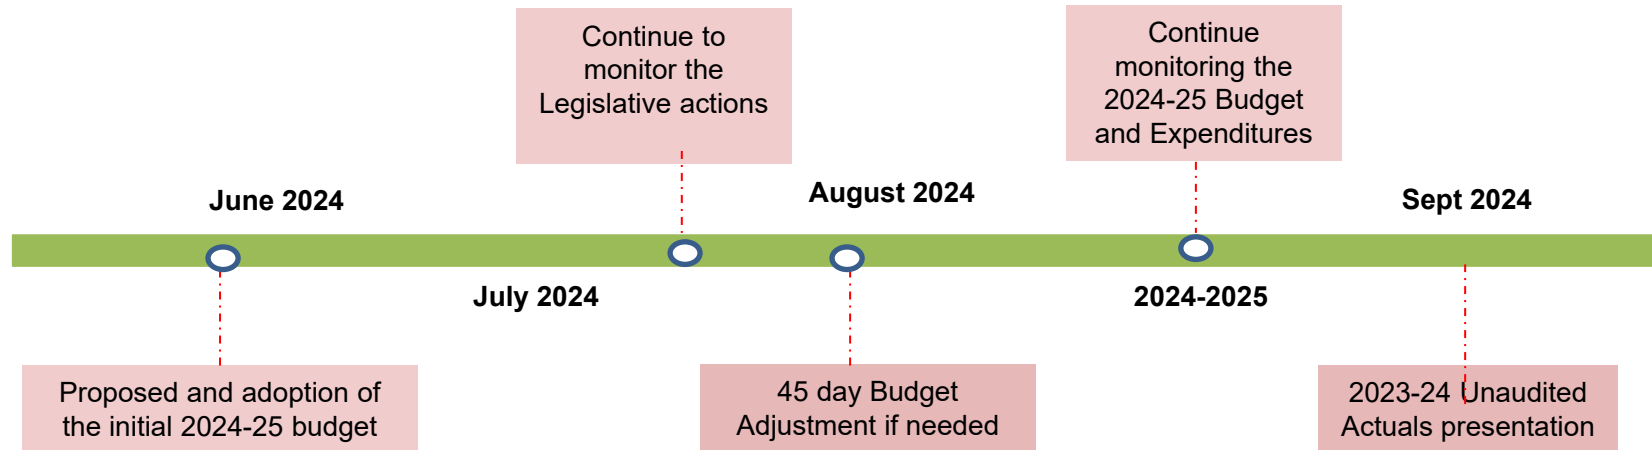 Continue to
monitor the
Legislative actions
Continue
monitoring the
2024-25 Budget
and Expenditures
June 2024
August 2024
Sept 2024
July 2024
2024-2025
Proposed and adoption of
the initial 2024-25 budget
45 day Budget
Adjustment if needed
2023-24 Unaudited
Actuals presentation